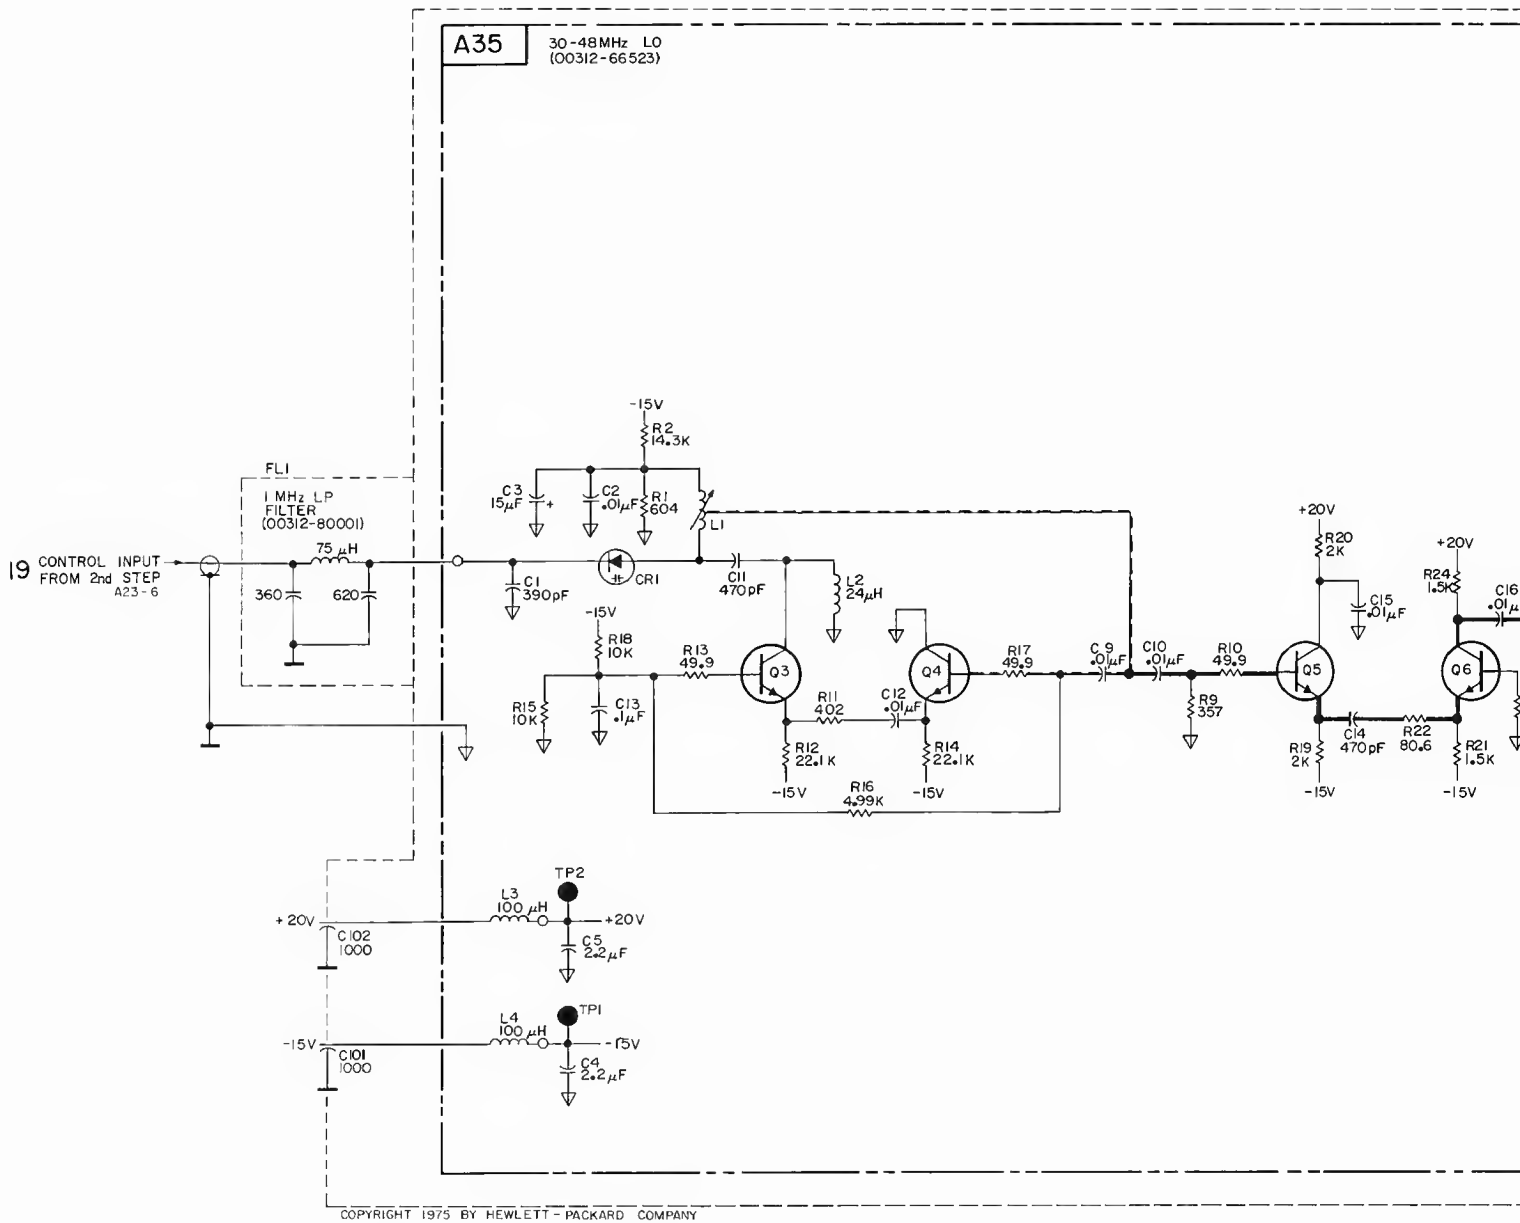 A35
30-48MHz LO
(00312-66523)
-15V
R2
14.3K
FL1
1 MHz LP
FILTER
(00312-80001)
C3
15µF
+
C2
.01µF
R1
604
L1
+20V
R20
2K
+20V
19
CONTROL INPUT
FROM 2nd STEP
A23-6
75 µH
360
620
C1
390pF
CR1
C11
470pF
L2
24µH
R24
1.5K
C15
.01µF
C16
.01µ
-15V
R18
10K
R13
49.9
Q3
Q4
R17
49.9
C9
.01µF
C10
.01µF
R10
49.9
Q5
Q6
R15
10K
C13
.1µF
R11
402
C12
.01µF
R9
357
R12
22.1K
R14
22.1K
C14
470pF
R22
80.6
R19
2K
R21
1.5K
-15V
R16
4.99K
-15V
-15V
-15V
TP2
L3
100 µH
+20V
+20V
C102
1000
C5
2.2µF
TP1
L4
100 µH
-15V
-15V
C101
1000
C4
2.2µF
COPYRIGHT 1975 BY HEWLETT-PACKARD COMPANY